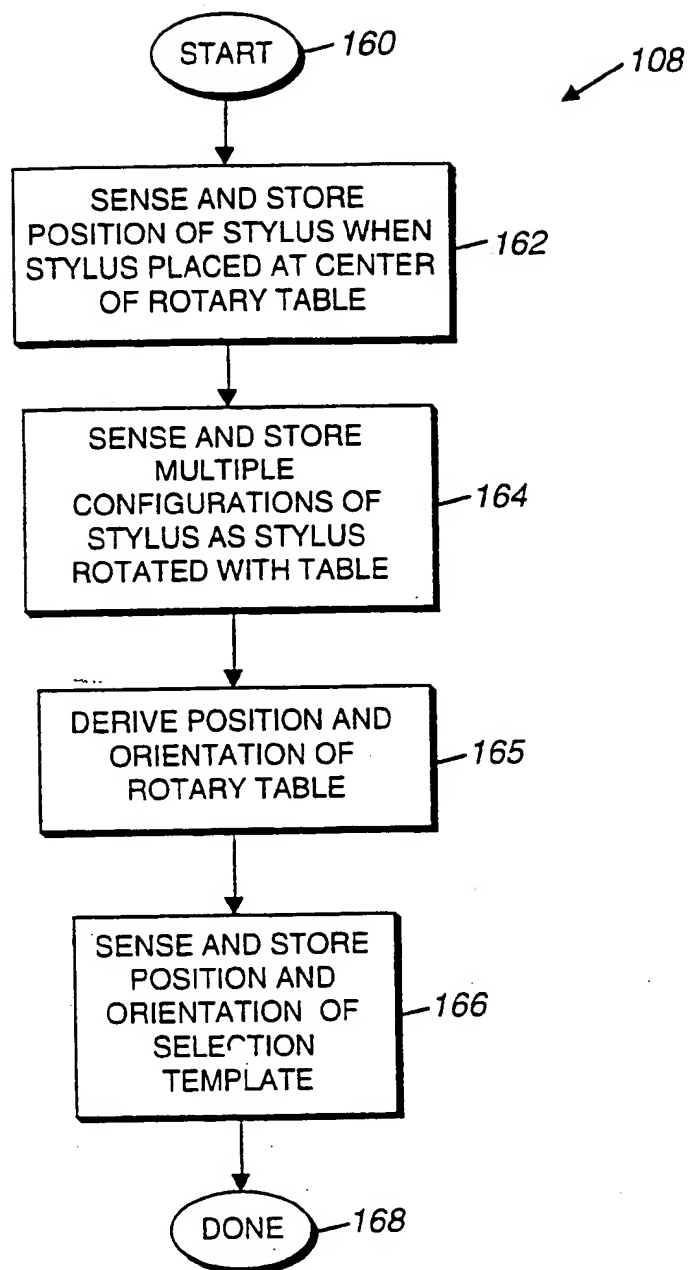 START
160
108
SENSE AND STORE
POSITION OF STYLUS WHEN
STYLUS PLACED AT CENTER
OF ROTARY TABLE
162
SENSE AND STORE
MULTIPLE
CONFIGURATIONS OF
STYLUS AS STYLUS
ROTATED WITH TABLE
164
DERIVE POSITION AND
ORIENTATION OF
ROTARY TABLE
165
SENSE AND STORE
POSITION AND
ORIENTATION OF
SELECTION
TEMPLATE
166
DONE
168